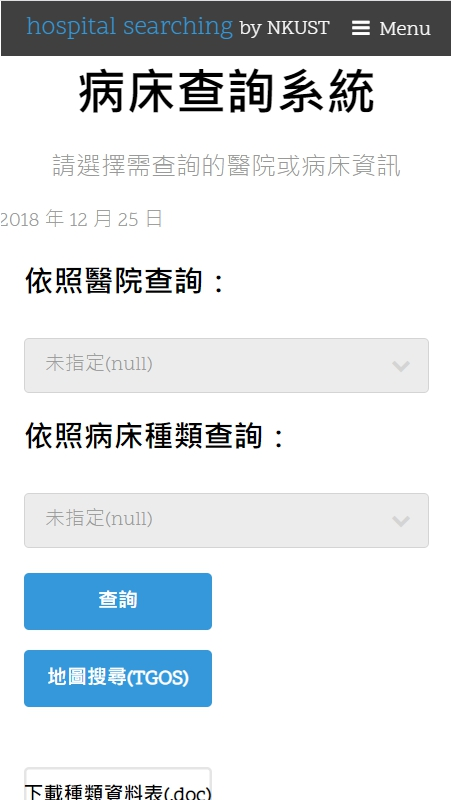 hospital searching by NKUST Menu
病床查詢系統
請選擇需查詢的醫院或病床資訊
2018 年 12 月 25 日
依照醫院查詢：
未指定(null)
依照病床種類查詢：
未指定(null)
查詢
地圖搜尋(TGOS)
下載種類資料表(.doc)